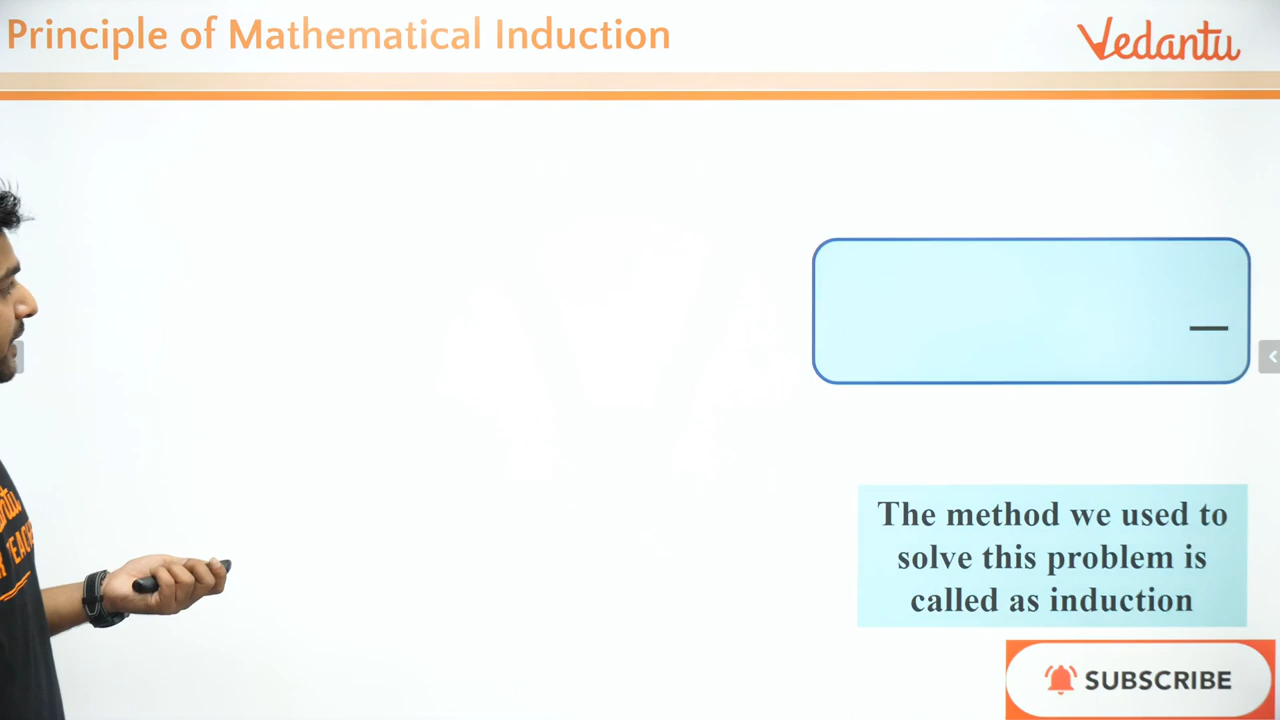 Principle of Mathematical Induction
Vedantu
The method we used to
solve this problem is
called as induction
SUBSCRIBE